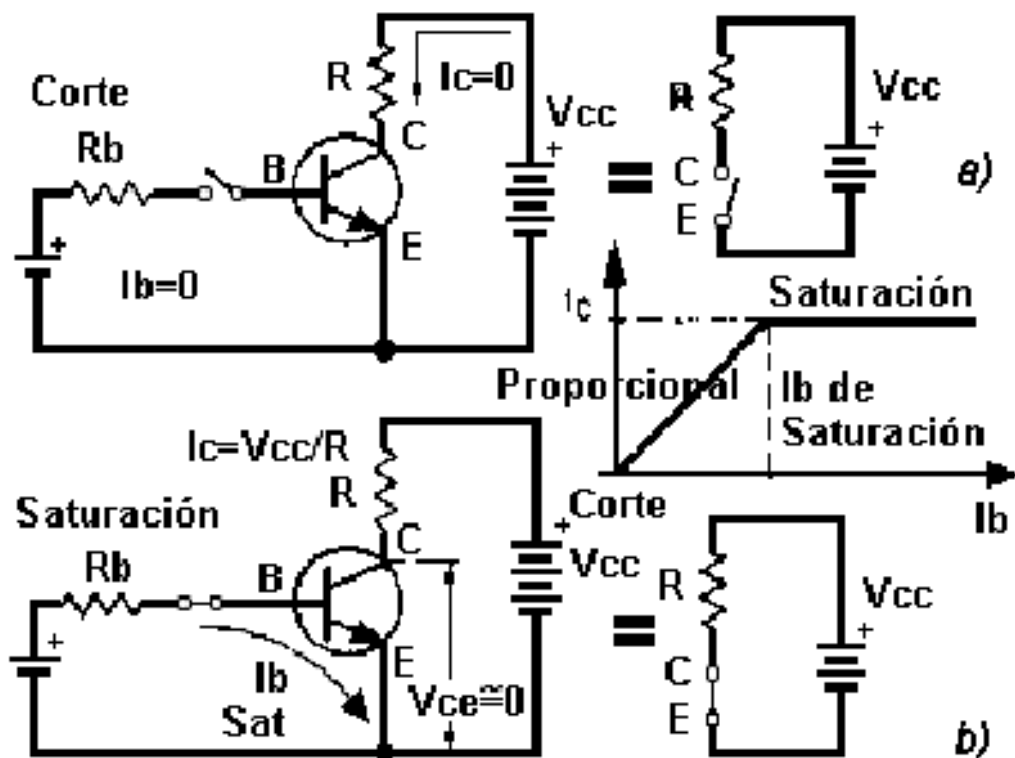 Corte
Rb
B
R
Ic=0
C
E
Vcc
+
+
Ib=0
=
R
Vcc
+
C
E
a)
Ic
Saturación
Proporcional
Ib de
Saturación
Corte
Ib
Ic=Vcc/R
R
Saturación
Rb
B
C
E
+
Ib
Sat
Vce≅0
+
Vcc
=
R
Vcc
+
C
E
b)